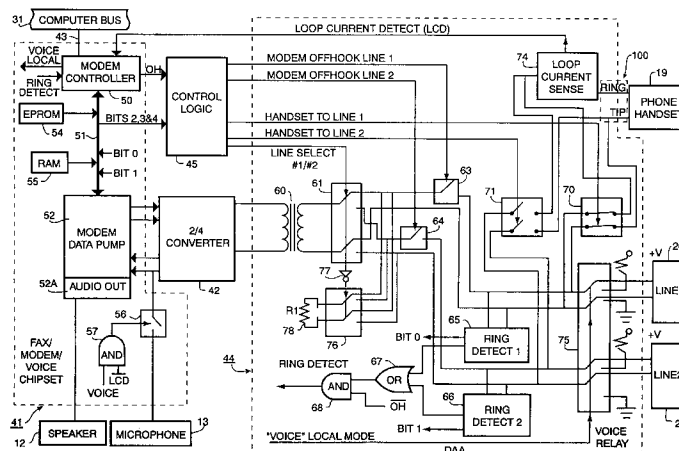 31
COMPUTER BUS
43
VOICE LOCAL
RING DETECT
MODEM CONTROLLER
50
OH
EPROM
54
51
BITS 2,3&4
RAM
55
BIT 0
BIT 1
CONTROL LOGIC
45
LOOP CURRENT DETECT (LCD)
MODEM OFFHOOK LINE 1
MODEM OFFHOOK LINE 2
HANDSET TO LINE 1
HANDSET TO LINE 2
LINE SELECT #1/#2
74
LOOP CURRENT SENSE
100
19
RING
TIP
PHONE HANDSET
52
MODEM DATA PUMP
52A
AUDIO OUT
2/4 CONVERTER
42
60
61
63
64
71
70
77
R1
78
76
56
57
AND
LCD
VOICE
FAX/MODEM/VOICE CHIPSET
41
12
SPEAKER
13
MICROPHONE
44
RING DETECT
AND
68
67
OR
OH
BIT 0
65
RING DETECT 1
66
RING DETECT 2
BIT 1
75
"VOICE" LOCAL MODE
DAA
VOICE RELAY
+V
LINE
+V
LINE2